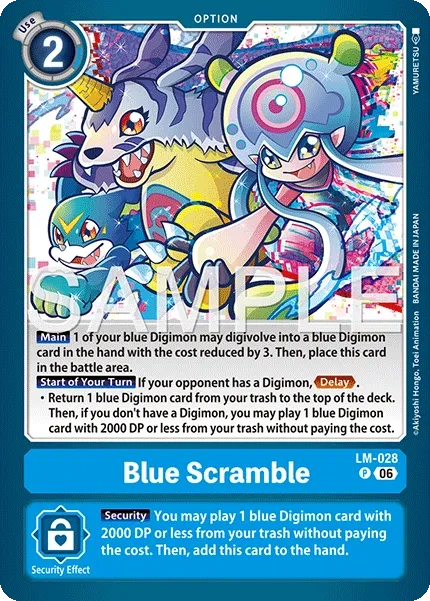 OPTION
Use
2
YAMURETSU
SAMPLE
©Akiyoshi Hongo, Toei Animation BANDAI MADE IN JAPAN
Main 1 of your blue Digimon may digivolve into a blue Digimon
card in the hand with the cost reduced by 3. Then, place this card
in the battle area.
Start of Your Turn If your opponent has a Digimon, Delay.
・Return 1 blue Digimon card from your trash to the top of the deck.
Then, if you don't have a Digimon, you may play 1 blue Digimon
card with 2000 DP or less from your trash without paying the cost.
LM-028
Blue Scramble
P 06
Security You may play 1 blue Digimon card with
2000 DP or less from your trash without paying
the cost. Then, add this card to the hand.
Security Effect